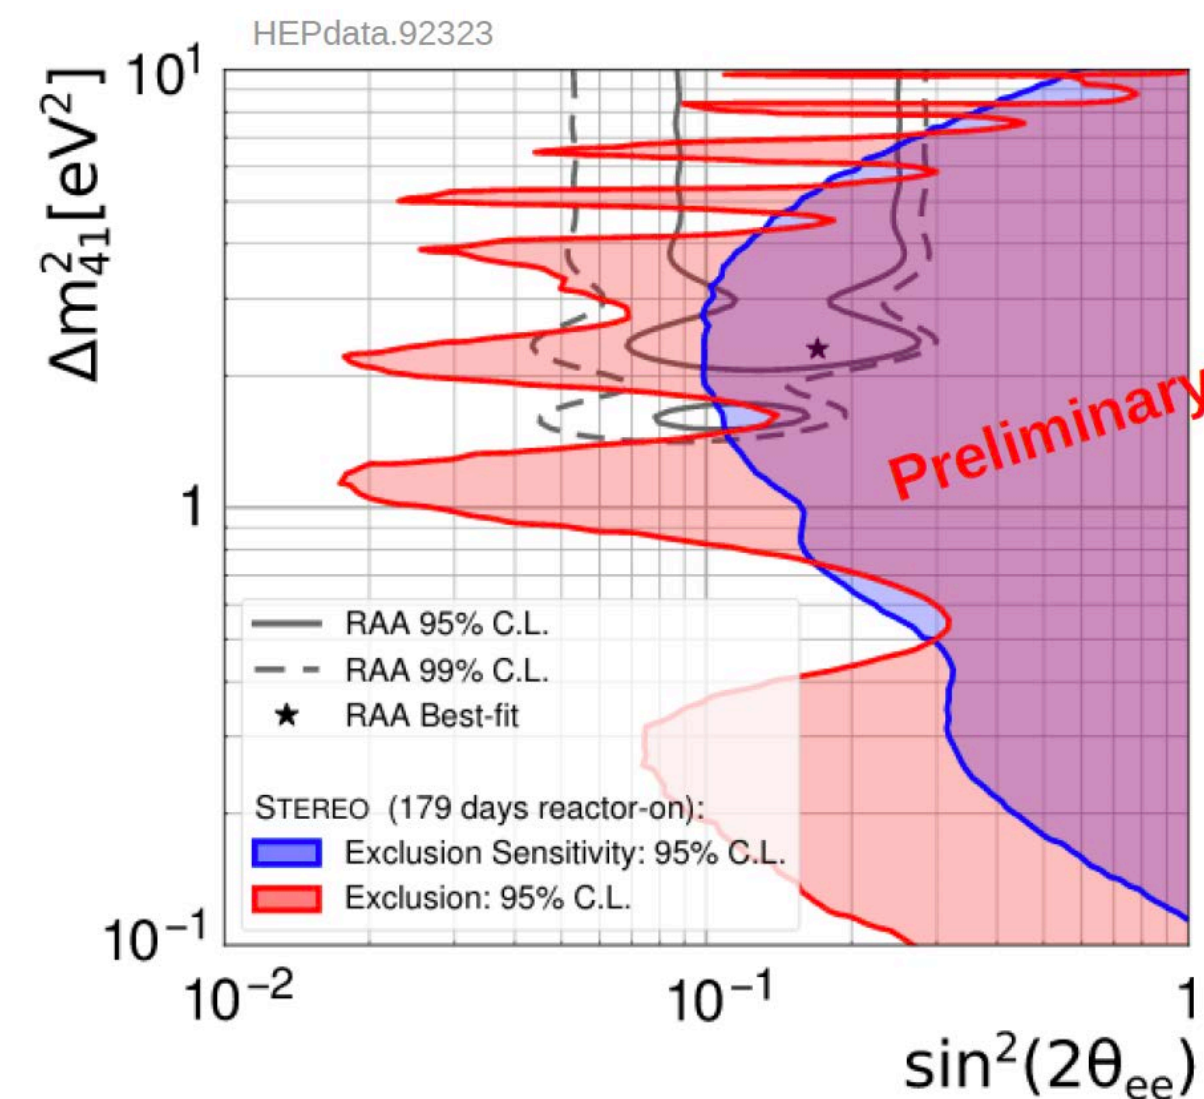 HEPdata.92323
Δm²₄₁[eV²]
10¹
1
10⁻¹
Preliminary
RAA 95% C.L.
RAA 99% C.L.
RAA Best-fit
STEREO (179 days reactor-on):
Exclusion Sensitivity: 95% C.L.
Exclusion: 95% C.L.
10⁻²
10⁻¹
1
sin²(2θₑₑ)